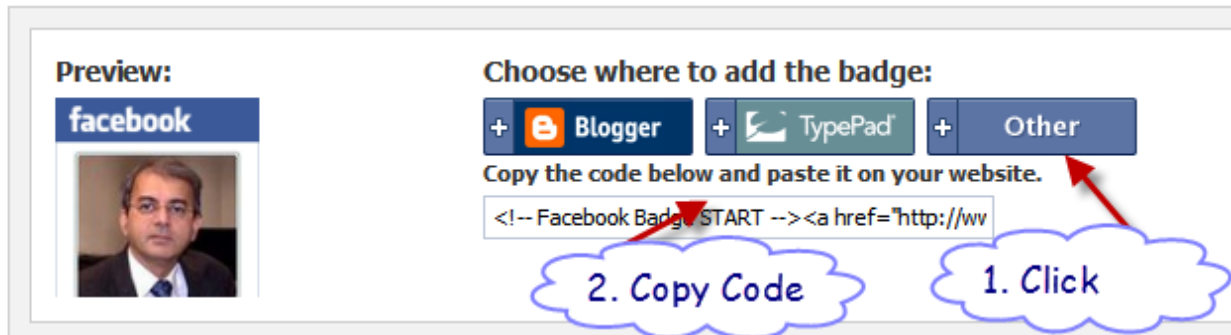 Preview:
facebook
Choose where to add the badge:
+ Blogger + TypePad + Other
Copy the code below and paste it on your website.
<!-- Facebook Badge START --><a href="http://ww
2. Copy Code
1. Click